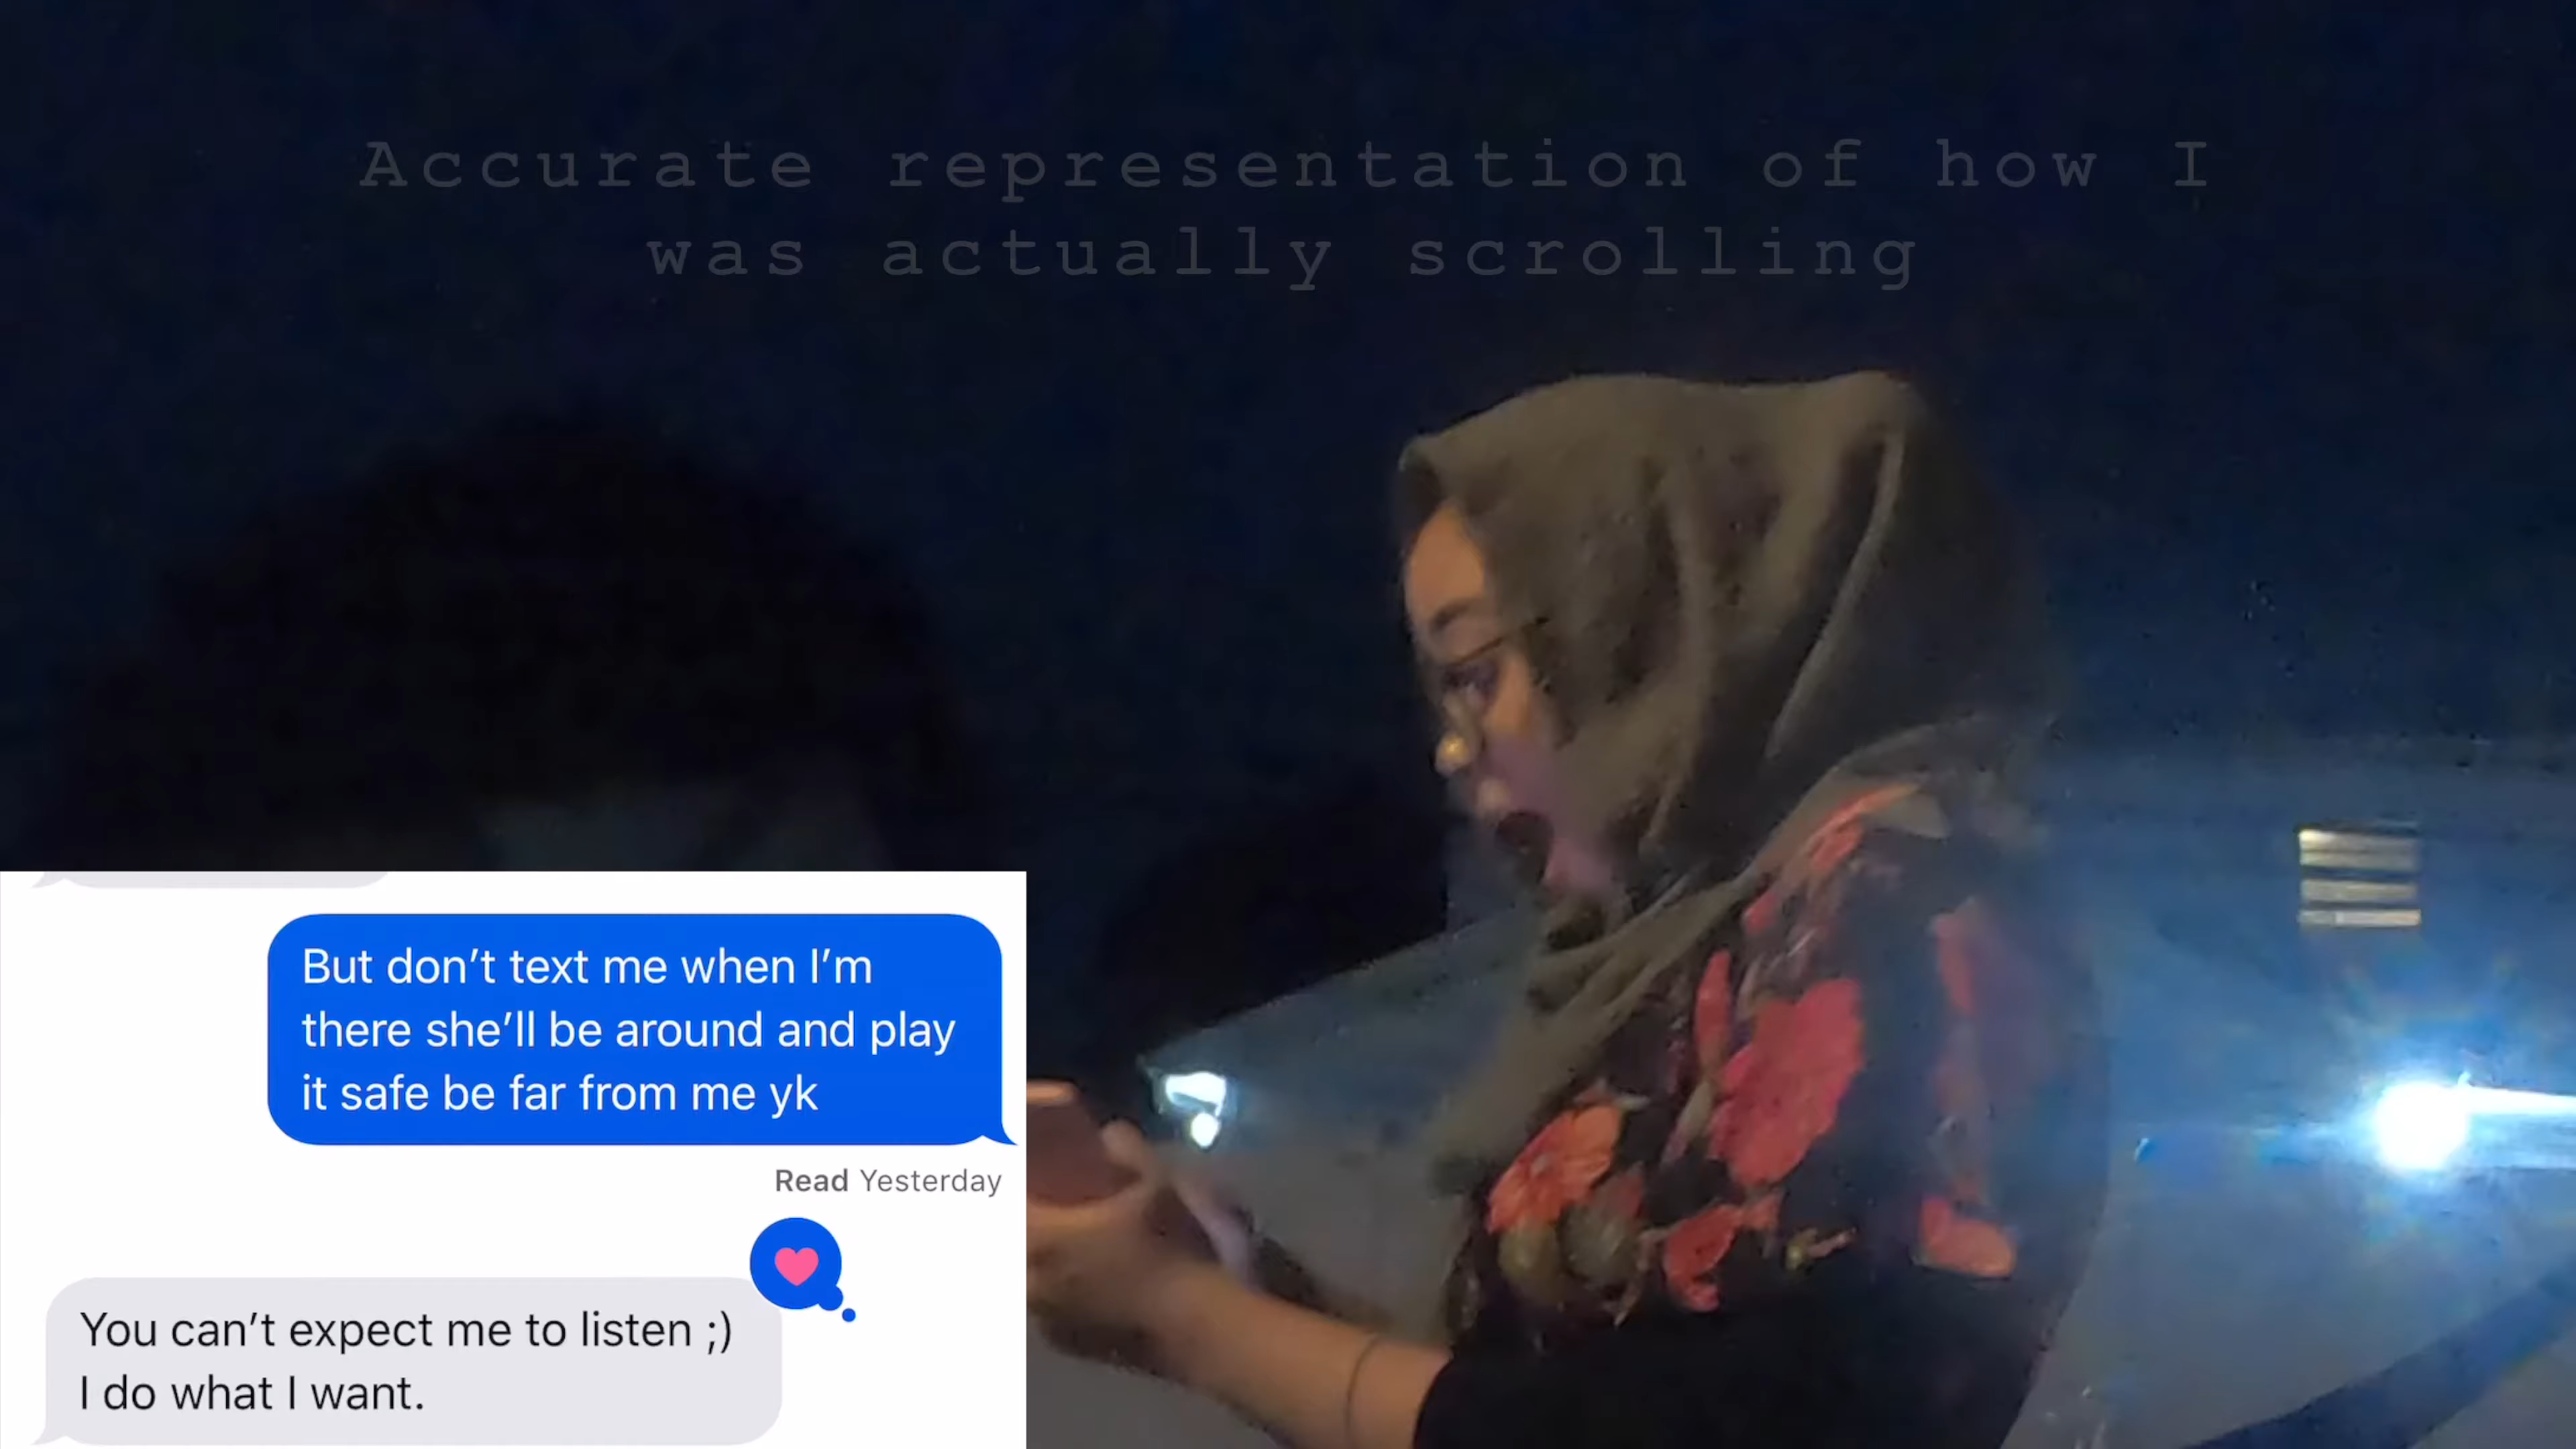 Accurate representation of how I
was actually scrolling
But don’t text me when I’m
there she’ll be around and play
it safe be far from me yk
Read Yesterday
You can’t expect me to listen ;)
I do what I want.